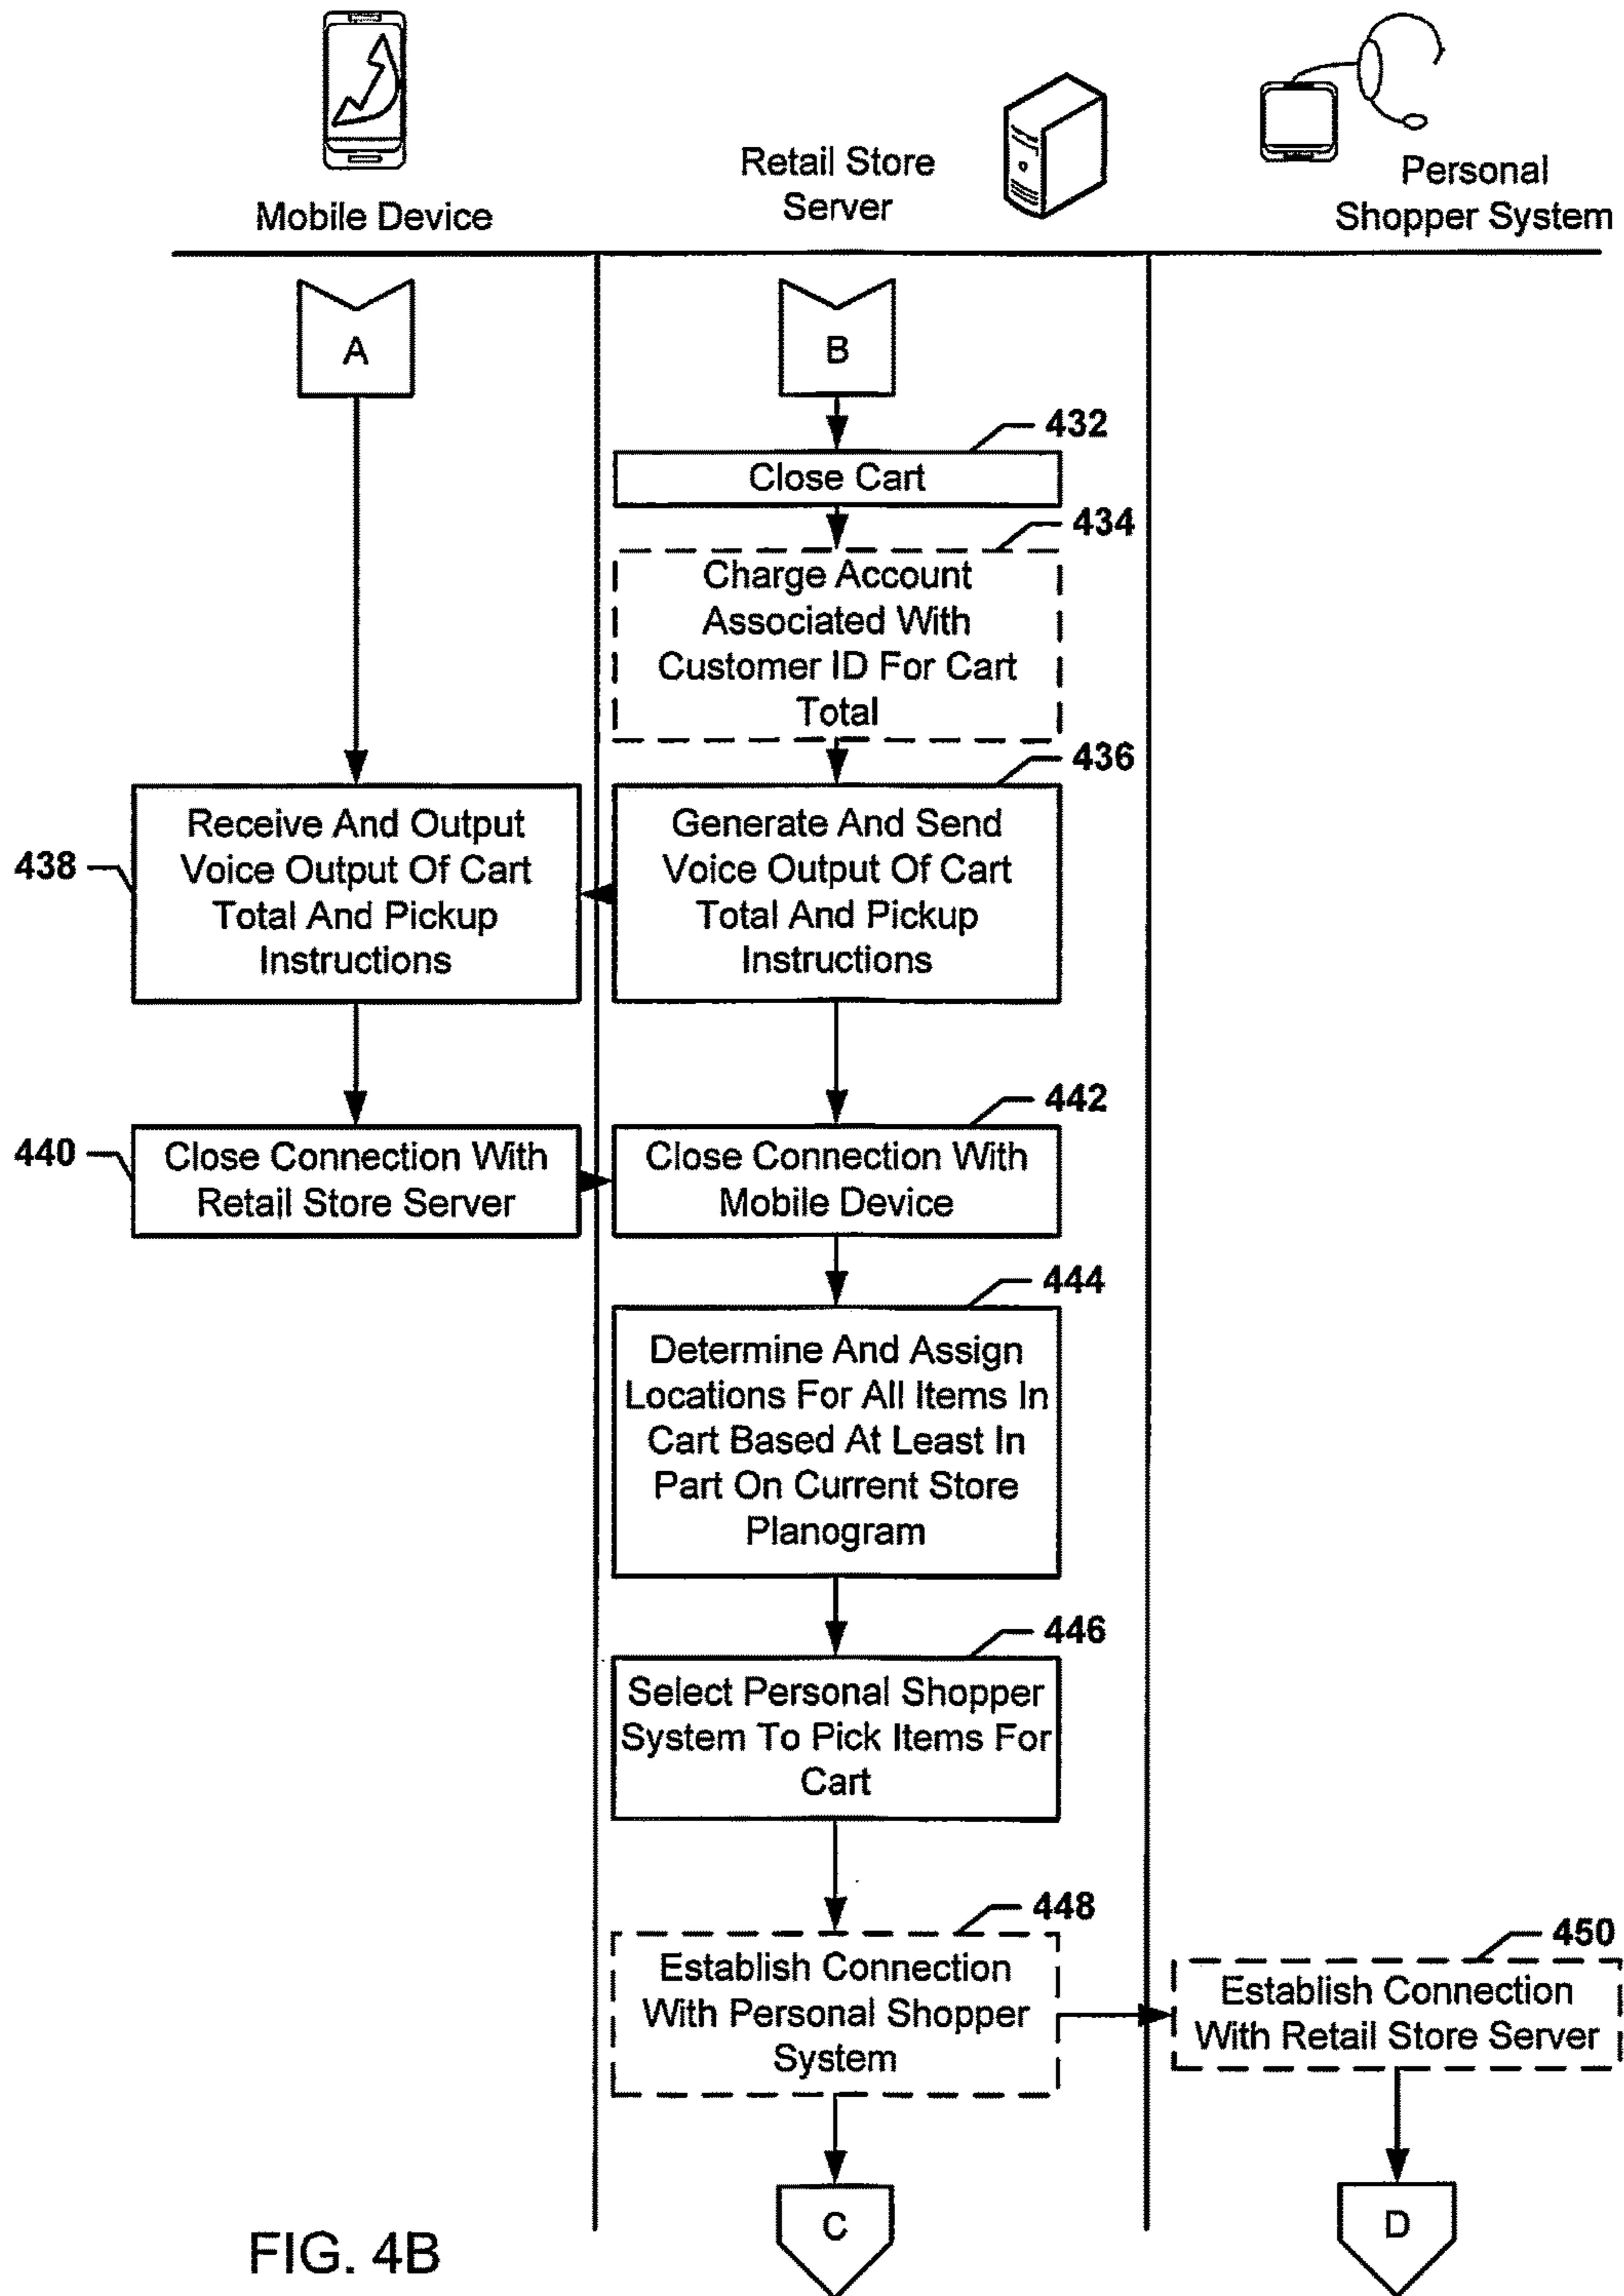 Mobile Device
Retail Store
Server
Personal
Shopper System
A
B
432
Close Cart
434
Charge Account
Associated With
Customer ID For Cart
Total
436
438
Receive And Output
Voice Output Of Cart
Total And Pickup
Instructions
Generate And Send
Voice Output Of Cart
Total And Pickup
Instructions
442
440
Close Connection With
Retail Store Server
Close Connection With
Mobile Device
444
Determine And Assign
Locations For All Items In
Cart Based At Least In
Part On Current Store
Planogram
446
Select Personal Shopper
System To Pick Items For
Cart
448
Establish Connection
With Personal Shopper
System
450
Establish Connection
With Retail Store Server
C
D
FIG. 4B